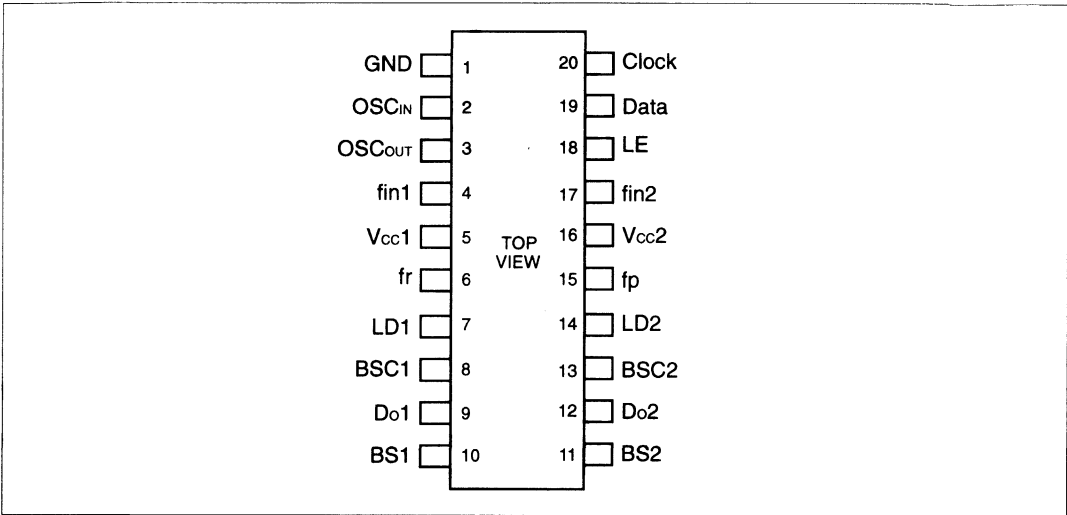 GND 1 20 Clock
OSCIN 2 19 Data
OSCOUT 3 18 LE
fin1 4 17 fin2
Vcc1 5 16 Vcc2
TOP
VIEW
fr 6 15 fp
LD1 7 14 LD2
BSC1 8 13 BSC2
Do1 9 12 Do2
BS1 10 11 BS2